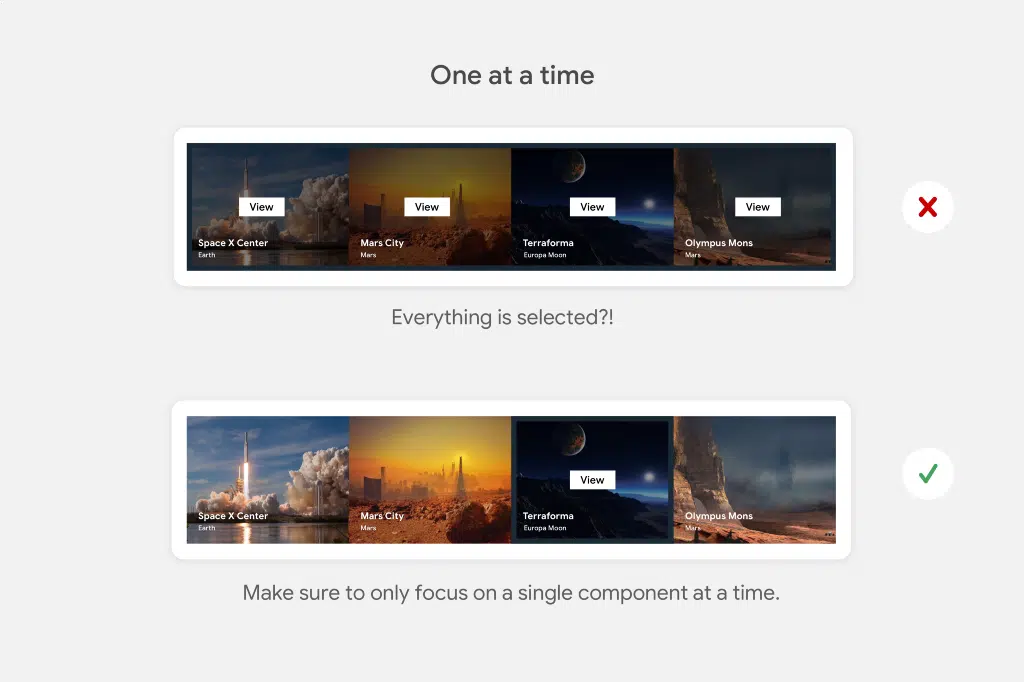 One at a time
View View View View
Space X Center Mars City Terraforma Olympus Mons
Earth Mars Europa Moon Mars
Everything is selected?!
View
Space X Center Mars City Terraforma Olympus Mons
Earth Mars Europa Moon Mars
Make sure to only focus on a single component at a time.